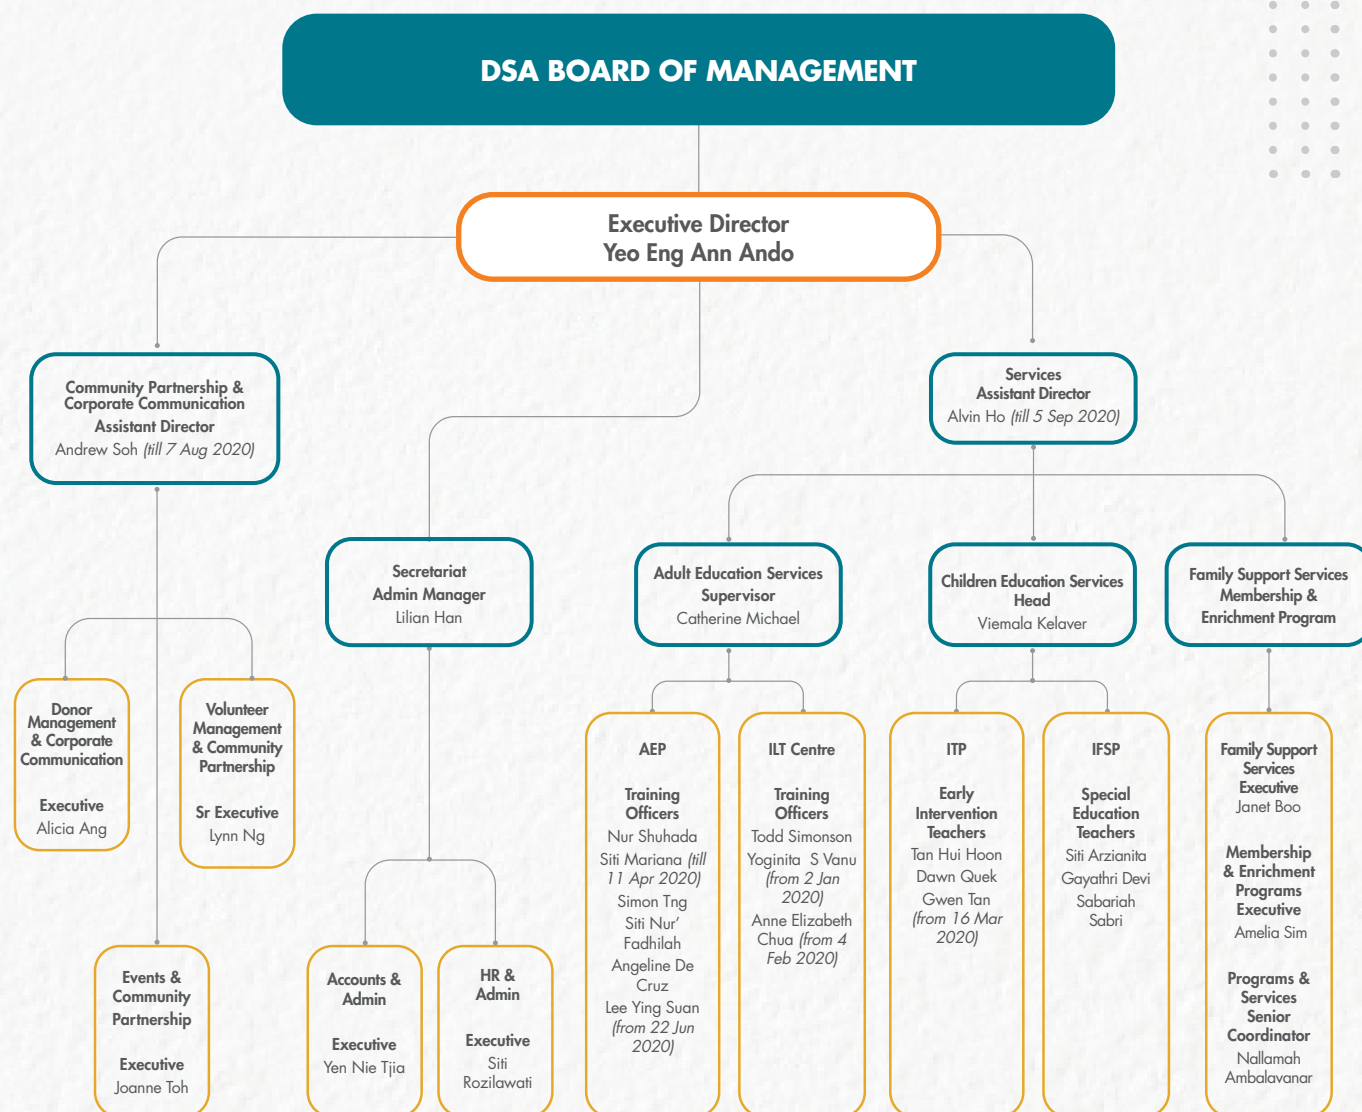 DSA BOARD OF MANAGEMENT
Executive Director
Yeo Eng Ann Ando
Community Partnership &
Corporate Communication
Assistant Director
Andrew Soh (till 7 Aug 2020)
Services
Assistant Director
Alvin Ho (till 5 Sep 2020)
Secretariat
Admin Manager
Lilian Han
Adult Education Services
Supervisor
Catherine Michael
Children Education Services
Head
Viemala Kelaver
Family Support Services
Membership &
Enrichment Program
Donor
Management
& Corporate
Communication
Executive
Alicia Ang
Volunteer
Management
& Community
Partnership
Sr Executive
Lynn Ng
Events &
Community
Partnership
Executive
Joanne Toh
Accounts &
Admin
Executive
Yen Nie Tjia
HR &
Admin
Executive
Siti
Rozilawati
AEP
Training
Officers
Nur Shuhada
Siti Mariana (till
11 Apr 2020)
Simon Tng
Siti Nur’
Fadhilah
Angeline De
Cruz
Lee Ying Suan
(from 22 Jun
2020)
ILT Centre
Training
Officers
Todd Simonson
Yoginita S Vanu
(from 2 Jan
2020)
Anne Elizabeth
Chua (from 4
Feb 2020)
ITP
Early
Intervention
Teachers
Tan Hui Hoon
Dawn Quek
Gwen Tan
(from 16 Mar
2020)
IFSP
Special
Education
Teachers
Siti Arzianita
Gayathri Devi
Sabariah
Sabri
Family Support
Services
Executive
Janet Boo
Membership
& Enrichment
Programs
Executive
Amelia Sim
Programs &
Services
Senior
Coordinator
Nallamah
Ambalavanar